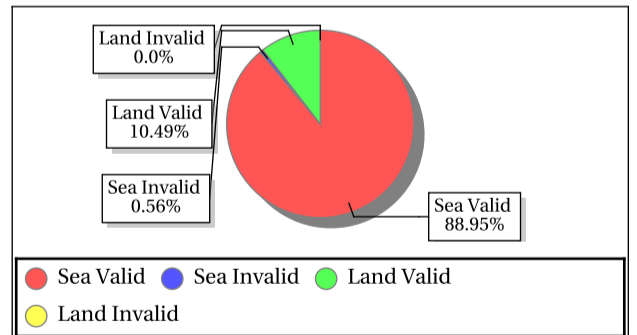 Land Invalid
0.0%
Land Valid
10.49%
Sea Invalid
0.56%
Sea Valid
88.95%
Sea Valid Sea Invalid Land Valid
Land Invalid